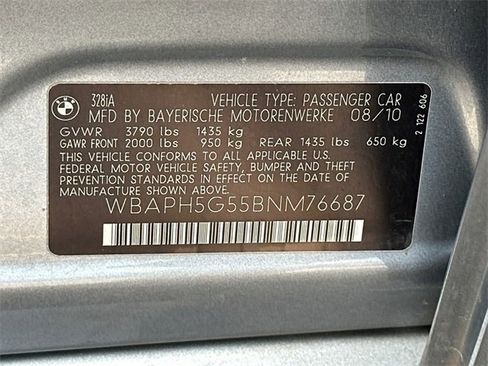 BMW
328iA VEHICLE TYPE: PASSENGER CAR
MFD BY BAYERISCHE MOTORENWERKE 08/10
GVWR 3790 lbs 1435 kg
GAWR FRONT 2000 lbs 950 kg REAR 1435 lbs 650 kg
THIS VEHICLE CONFORMS TO ALL APPLICABLE U.S.
FEDERAL MOTOR VEHICLE SAFETY, BUMPER AND THEFT
PREVENTION STANDARDS IN EFFECT ON THE DATE OF
MANUFACTURE SHOWN ABOVE.
WBAPH5G55BNM76687
2 122 606